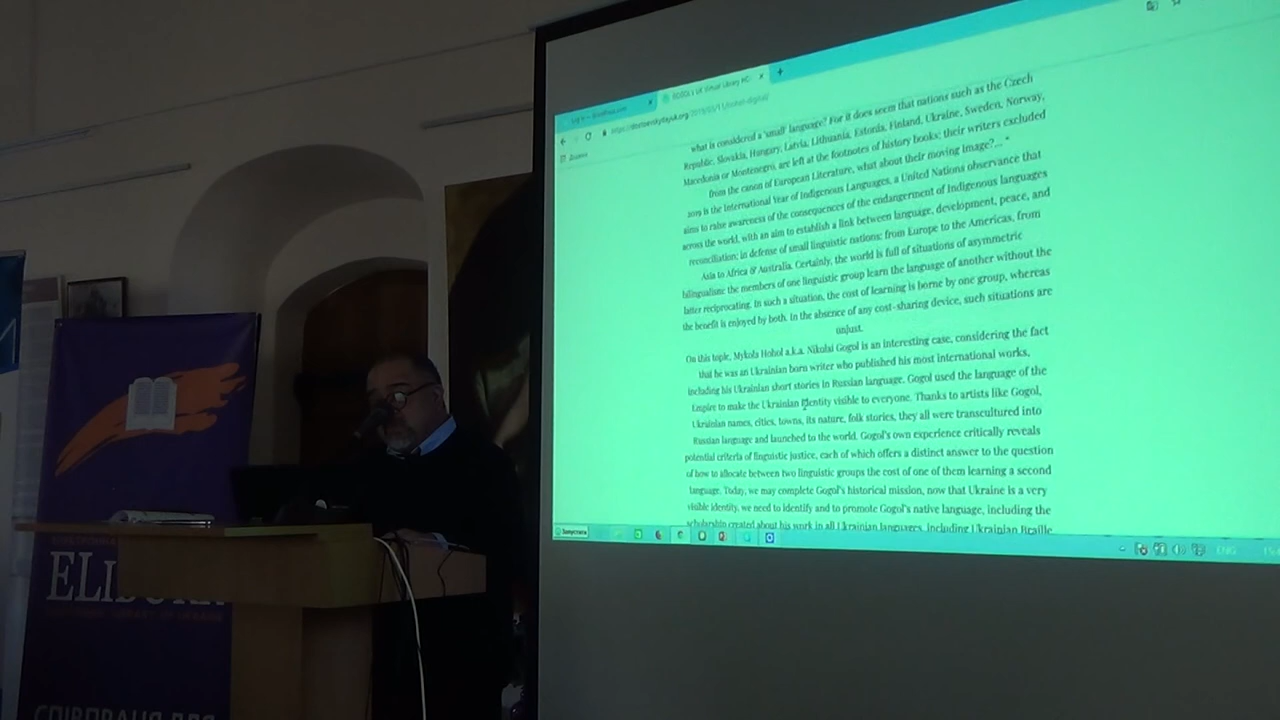 what is considered a 'small' language? For it does seem that nations such as the Czech
Republic, Slovakia, Hungary, Latvia, Lithuania, Estonia, Finland, Ukraine, Sweden, Norway,
Macedonia or Montenegro, are left at the footnotes of history books; their writers excluded
from the canon of European Literature, what about their moving image?... "
2019 is the International Year of Indigenous Languages, a United Nations observance that
aims to raise awareness of the consequences of the endangerment of Indigenous languages
across the world, with an aim to establish a link between language, development, peace, and
reconciliation; in defense of small linguistic nations: from Europe to the Americas, from
Asia to Africa & Australia. Certainly, the world is full of situations of asymmetric
bilingualism: the members of one linguistic group learn the language of another without the
latter reciprocating. In such a situation, the cost of learning is borne by one group, whereas
the benefit is enjoyed by both. In the absence of any cost-sharing device, such situations are
unjust.
On this topic, Mykola Hohol a.k.a. Nikolai Gogol is an interesting case, considering the fact
that he was an Ukrainian born writer who published his most international works,
including his Ukrainian short stories in Russian language. Gogol used the language of the
Empire to make the Ukrainian identity visible to everyone. Thanks to artists like Gogol,
Ukrainian names, cities, towns, its nature, folk stories, they all were transcultured into
Russian language and launched to the world. Gogol's own experience critically reveals
potential criteria of linguistic justice, each of which offers a distinct answer to the question
of how to allocate between two linguistic groups the cost of one of them learning a second
language. Today, we may complete Gogol's historical mission, now that Ukraine is a very
visible identity, we need to identify and to promote Gogol's native language, including the
scholarship created about his work in all Ukrainian languages, including Ukrainian Braille
ENG
СПІВПРАЦЯ ДЛЯ